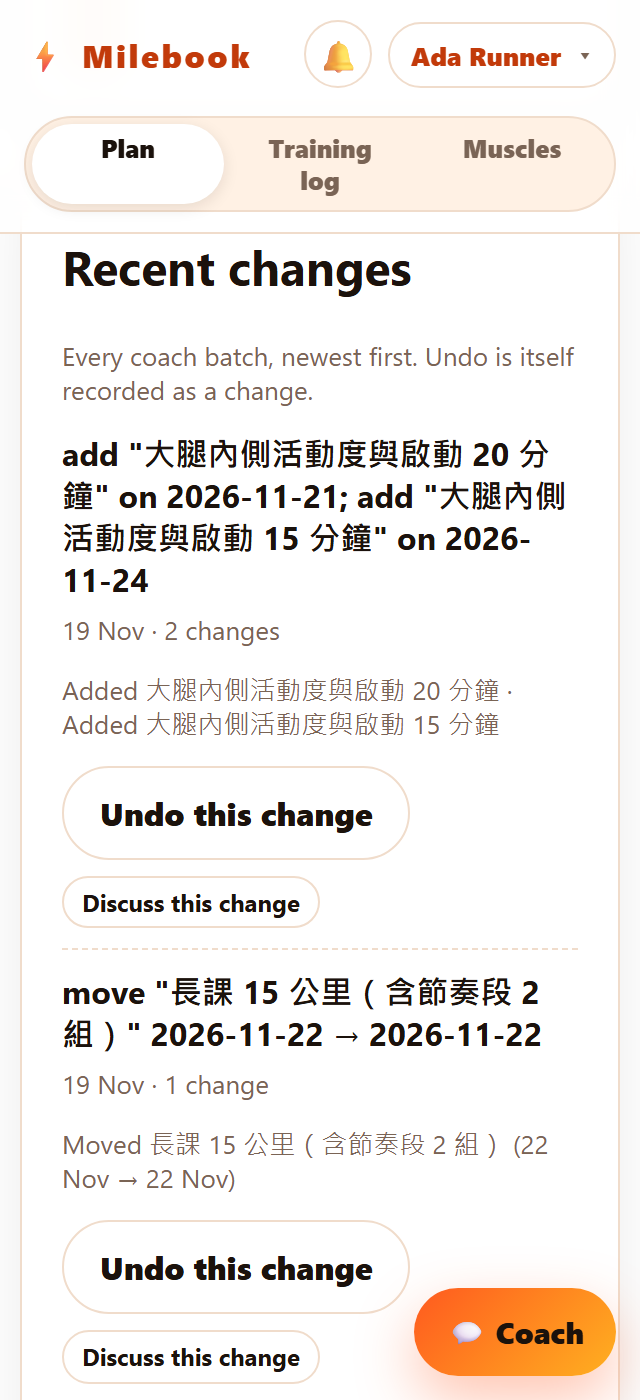 Milebook
Ada Runner
Plan
Training
log
Muscles
Recent changes
Every coach batch, newest first. Undo is itself
recorded as a change.
add "大腿內側活動度與啟動 20 分
鐘" on 2026-11-21; add "大腿內側
活動度與啟動 15 分鐘" on 2026-
11-24
19 Nov · 2 changes
Added 大腿內側活動度與啟動 20 分鐘 ·
Added 大腿內側活動度與啟動 15 分鐘
Undo this change
Discuss this change
move "長課 15 公里（含節奏段 2
組）" 2026-11-22 → 2026-11-22
19 Nov · 1 change
Moved 長課 15 公里（含節奏段 2 組） (22
Nov → 22 Nov)
Undo this change
Coach
Discuss this change